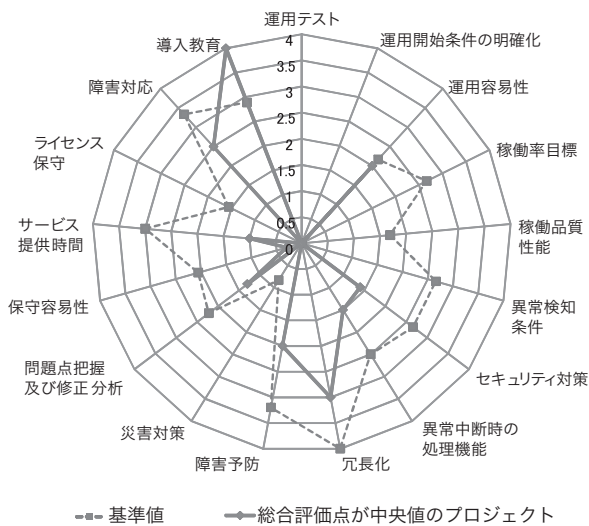 運用テスト
運用開始条件の明確化
運用容易性
稼働率目標
稼働品質
性能
異常検知
条件
セキュリティ対策
異常中断時の
処理機能
冗長化
障害予防
災害対策
問題点把握
及び修正分析
保守容易性
サービス
提供時間
ライセンス
保守
障害対応
導入教育
4
3.5
3
2.5
2
1.5
1
0.5
0
基準値
総合評価点が中央値のプロジェクト